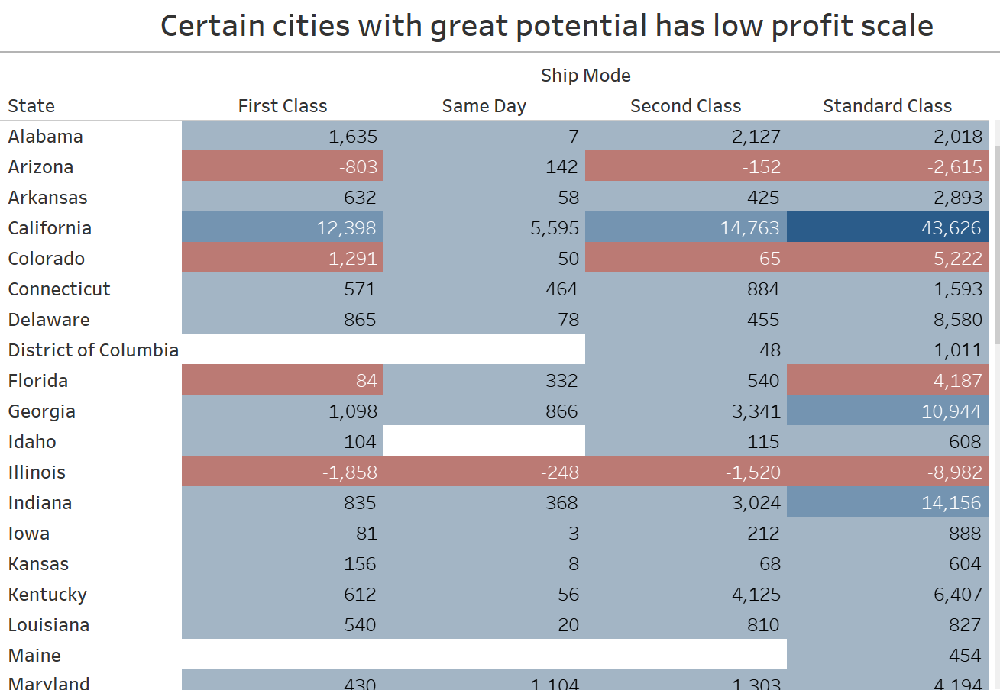 Certain cities with great potential has low profit scale
Ship Mode
State First Class Same Day Second Class Standard Class
Alabama 1,635 7 2,127 2,018
Arizona -803 142 -152 -2,615
Arkansas 632 58 425 2,893
California 12,398 5,595 14,763 43,626
Colorado -1,291 50 -65 -5,222
Connecticut 571 464 884 1,593
Delaware 865 78 455 8,580
District of Columbia 48 1,011
Florida -84 332 540 -4,187
Georgia 1,098 866 3,341 10,944
Idaho 104 115 608
Illinois -1,858 -248 -1,520 -8,982
Indiana 835 368 3,024 14,156
Iowa 81 3 212 888
Kansas 156 8 68 604
Kentucky 612 56 4,125 6,407
Louisiana 540 20 810 827
Maine 454
Maryland 430 1,104 1,303 4,194